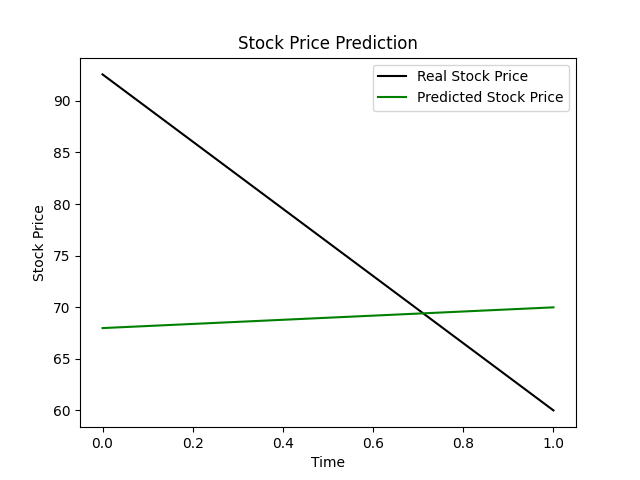 Stock Price Prediction
Real Stock Price
Predicted Stock Price
Stock Price
90
85
80
75
70
65
60
0.0 0.2 0.4 0.6 0.8 1.0
Time